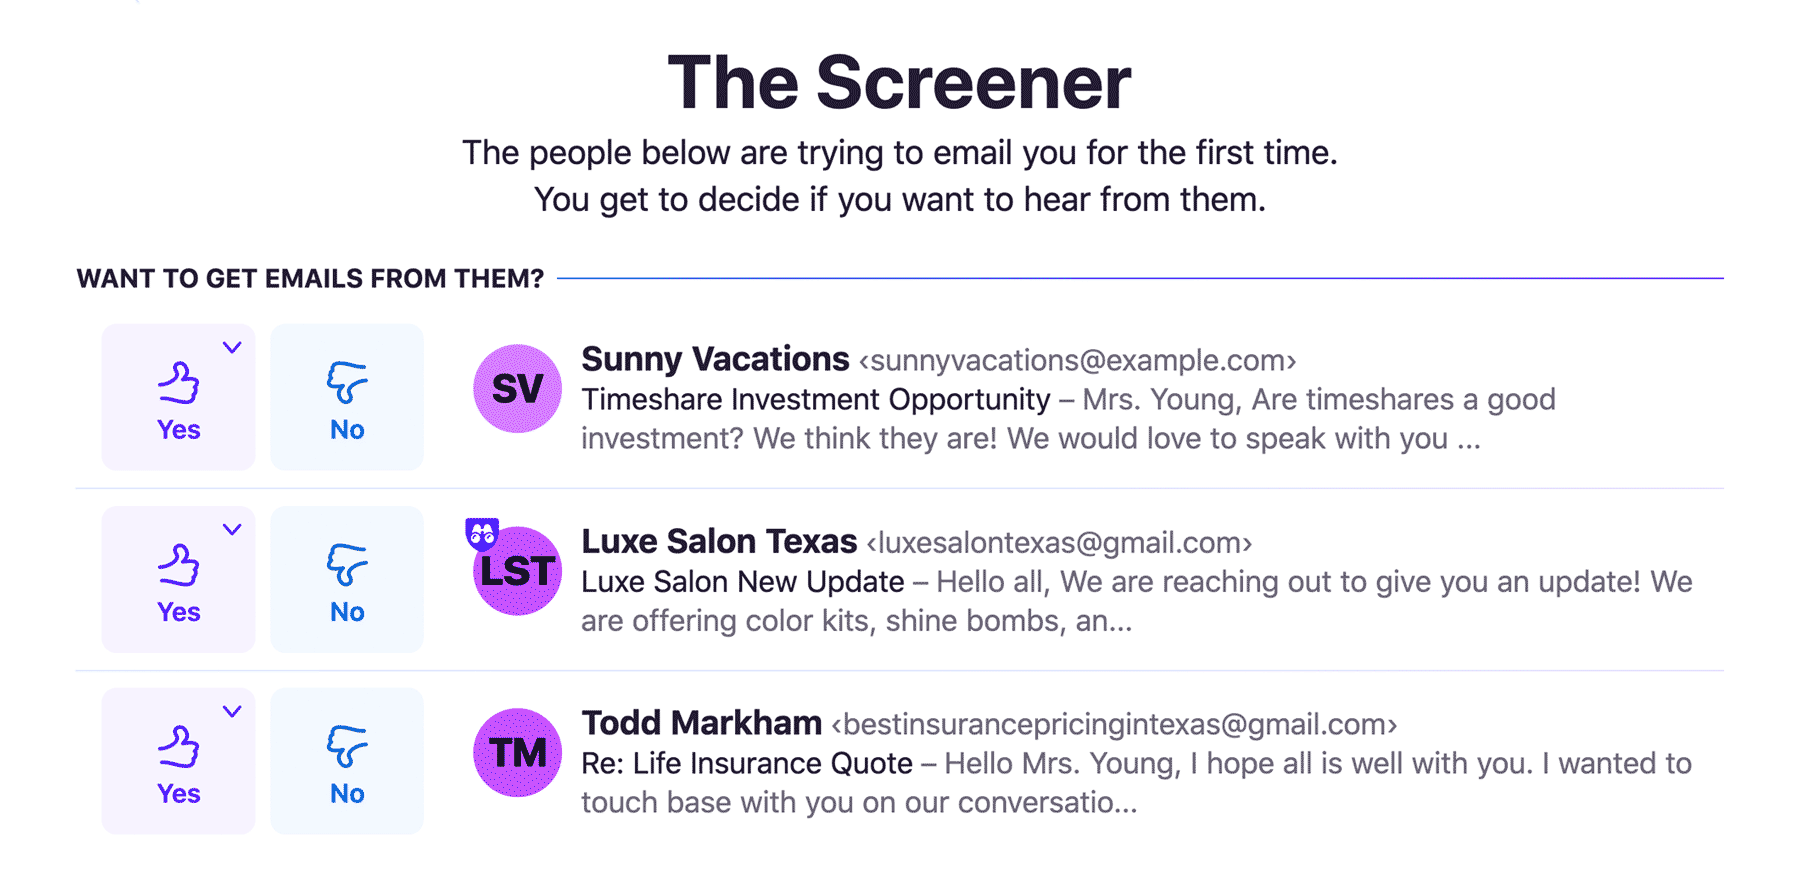 The Screener
The people below are trying to email you for the first time.
You get to decide if you want to hear from them.
WANT TO GET EMAILS FROM THEM?
Yes
No
SV
Sunny Vacations <sunnyvacations@example.com>
Timeshare Investment Opportunity – Mrs. Young, Are timeshares a good
investment? We think they are! We would love to speak with you ...
Yes
No
LST
Luxe Salon Texas <luxesalontexas@gmail.com>
Luxe Salon New Update – Hello all, We are reaching out to give you an update! We
are offering color kits, shine bombs, an...
Yes
No
TM
Todd Markham <bestinsurancepricingintexas@gmail.com>
Re: Life Insurance Quote – Hello Mrs. Young, I hope all is well with you. I wanted to
touch base with you on our conversatio...